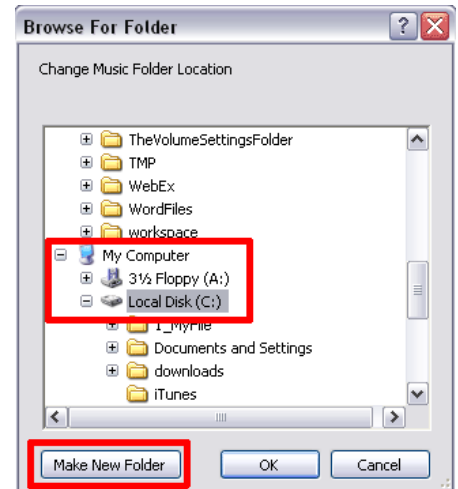 Browse For Folder
Change Music Folder Location
TheVolumeSettingsFolder
TMP
WebEx
WordFiles
workspace
My Computer
3½ Floppy (A:)
Local Disk (C:)
1_MyFile
Documents and Settings
downloads
iTunes
Make New Folder OK Cancel